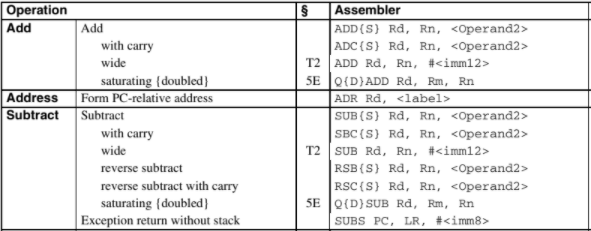 Operation § Assembler
Add Add ADD{S} Rd, Rn, <Operand2>
with carry ADC{S} Rd, Rn, <Operand2>
wide T2 ADD Rd, Rn, #<imm12>
saturating {doubled} 5E Q{D}ADD Rd, Rm, Rn
Address Form PC-relative address ADR Rd, <label>
Subtract Subtract SUB{S} Rd, Rn, <Operand2>
with carry SBC{S} Rd, Rn, <Operand2>
wide T2 SUB Rd, Rn, #<imm12>
reverse subtract RSB{S} Rd, Rn, <Operand2>
reverse subtract with carry RSC{S} Rd, Rn, <Operand2>
saturating {doubled} 5E Q{D}SUB Rd, Rm, Rn
Exception return without stack SUBS PC, LR, #<imm8>